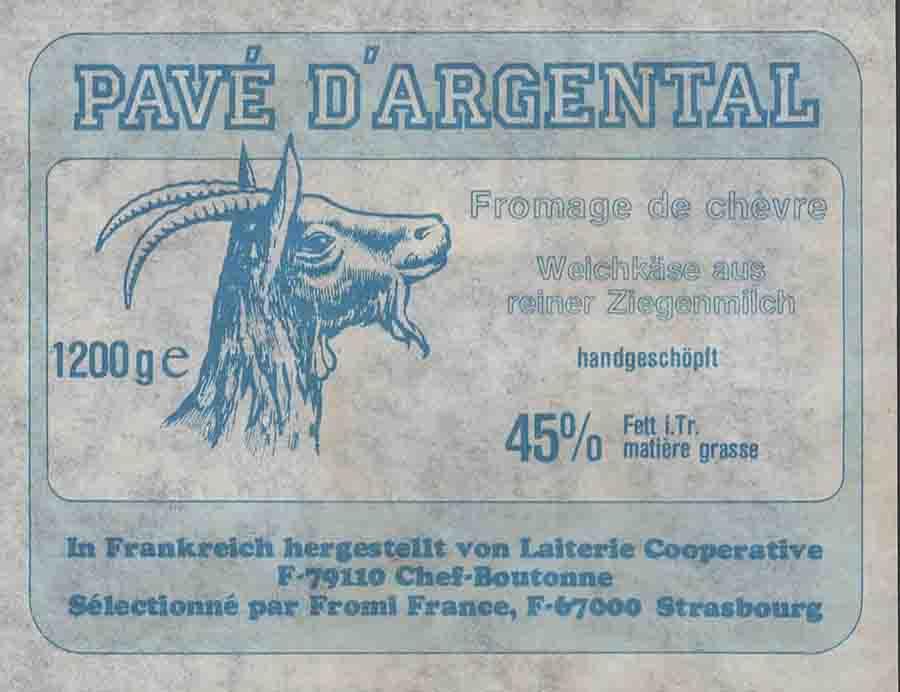 PAVÉ D'ARGENTAL
Fromage de chèvre
Weichkäse aus
reiner Ziegenmilch
handgeschöpft
1200 g e
45% Fett i.Tr.
matière grasse
In Frankreich hergestellt von Laiterie Cooperative
F-79110 Chef-Boutonne
Sélectionné par Fromi France, F-67000 Strasbourg